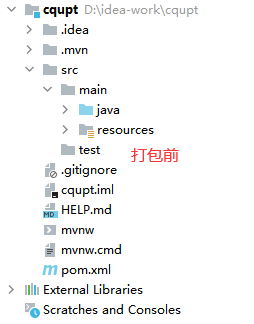 cqupt D:\idea-work\cqupt
.idea
.mvn
src
main
java
resources
test 打包前
.gitignore
cqupt.iml
MD HELP.md
mvnw
mvnw.cmd
m pom.xml
External Libraries
Scratches and Consoles